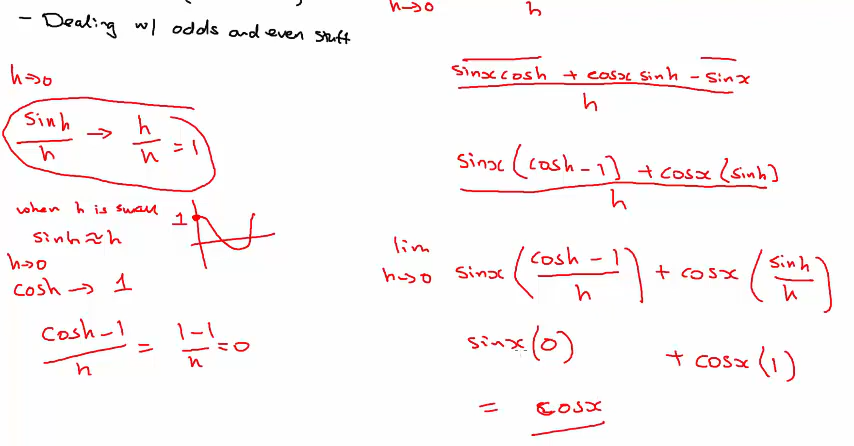 - Dealing w/ odds and even stuff
h→0
sinh/h → h/h = 1
when h is small
sinh ≈ h
1
h→0
cosh → 1
(cosh-1)/h = (1-1)/h = 0
h→0 h
(sinxcosh + cosx sinh - sinx)/h
(sinx(cosh-1) + cosx(sinh))/h
lim h→0 sinx((cosh-1)/h) + cosx(sinh/h)
sinx(0) + cosx(1)
= cosx